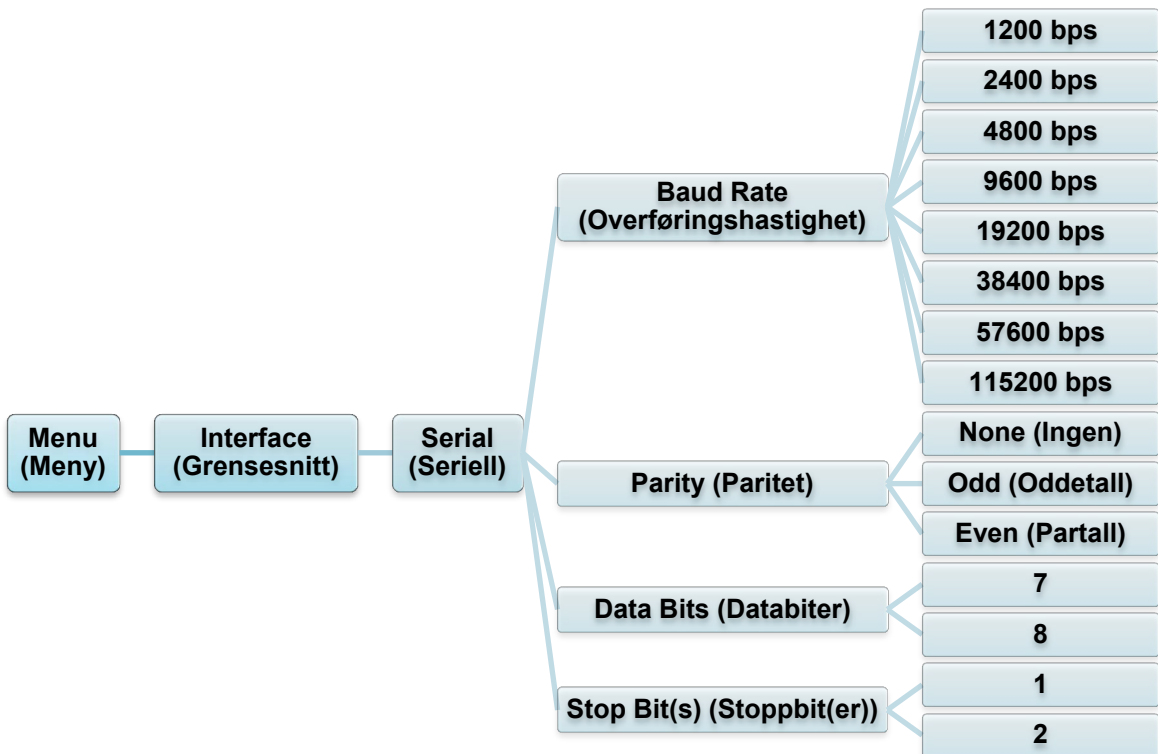 Menu
(Meny)
Interface
(Grensesnitt)
Serial
(Seriell)
Baud Rate
(Overføringshastighet)
1200 bps
2400 bps
4800 bps
9600 bps
19200 bps
38400 bps
57600 bps
115200 bps
Parity (Paritet)
None (Ingen)
Odd (Oddetall)
Even (Partall)
Data Bits (Databiter)
7
8
Stop Bit(s) (Stoppbit(er))
1
2